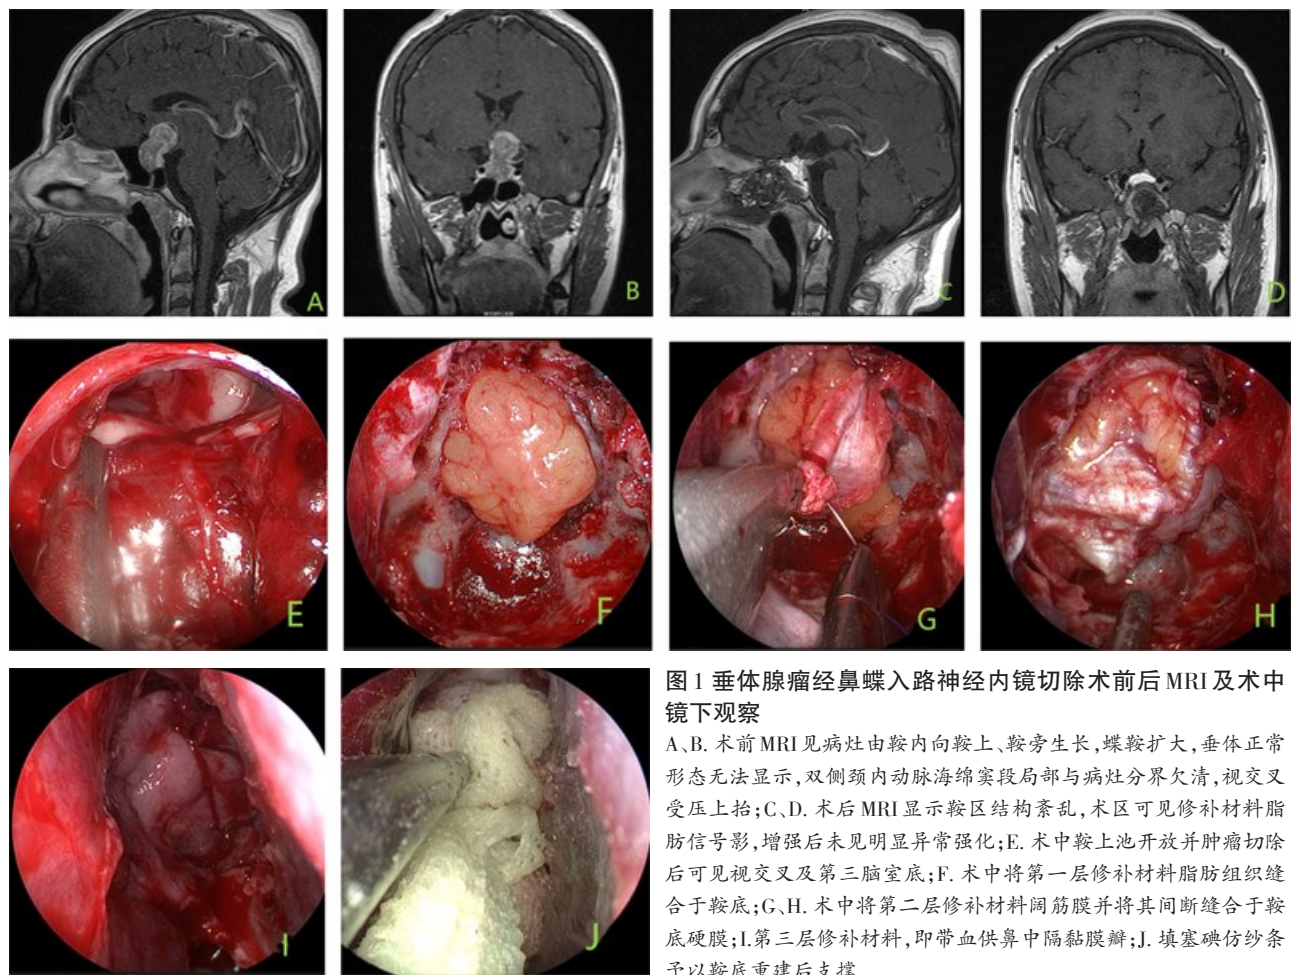 A
B
C
D
E
F
G
H
I
J
图1 垂体腺瘤经鼻蝶入路神经内镜切除术前后MRI及术中
镜下观察
A、B. 术前MRI见病灶由鞍内向鞍上、鞍旁生长，蝶鞍扩大，垂体正常
形态无法显示，双侧颈内动脉海绵窦段局部与病灶分界欠清，视交叉
受压上抬；C、D. 术后MRI显示鞍区结构紊乱，术区可见修补材料脂
肪信号影，增强后未见明显异常强化；E. 术中鞍上池开放并肿瘤切除
后可见视交叉及第三脑室底；F. 术中将第一层修补材料脂肪组织缝
合于鞍底；G、H. 术中将第二层修补材料阔筋膜并将其间断缝合于鞍
底硬膜；I.第三层修补材料，即带血供鼻中隔黏膜瓣；J. 填塞碘仿纱条
予以鞍底重建后支撑